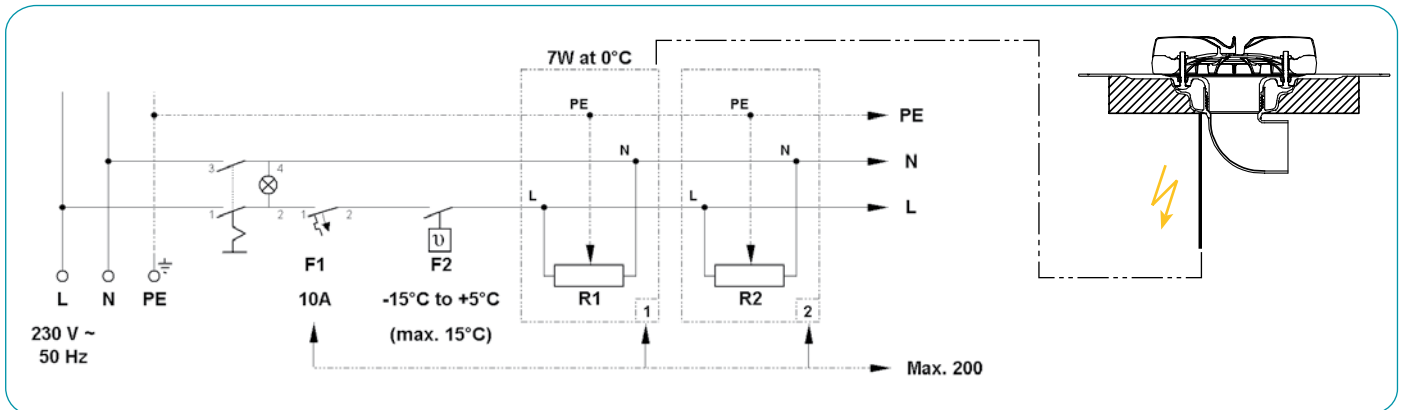 7W at 0°C
PE PE PE
3 4 N N N
1 2 1 2 L L L
υ
L N PE F1 F2 R1 R2
10A -15°C to +5°C 1 2
230 V ~ (max. 15°C)
50 Hz
Max. 200